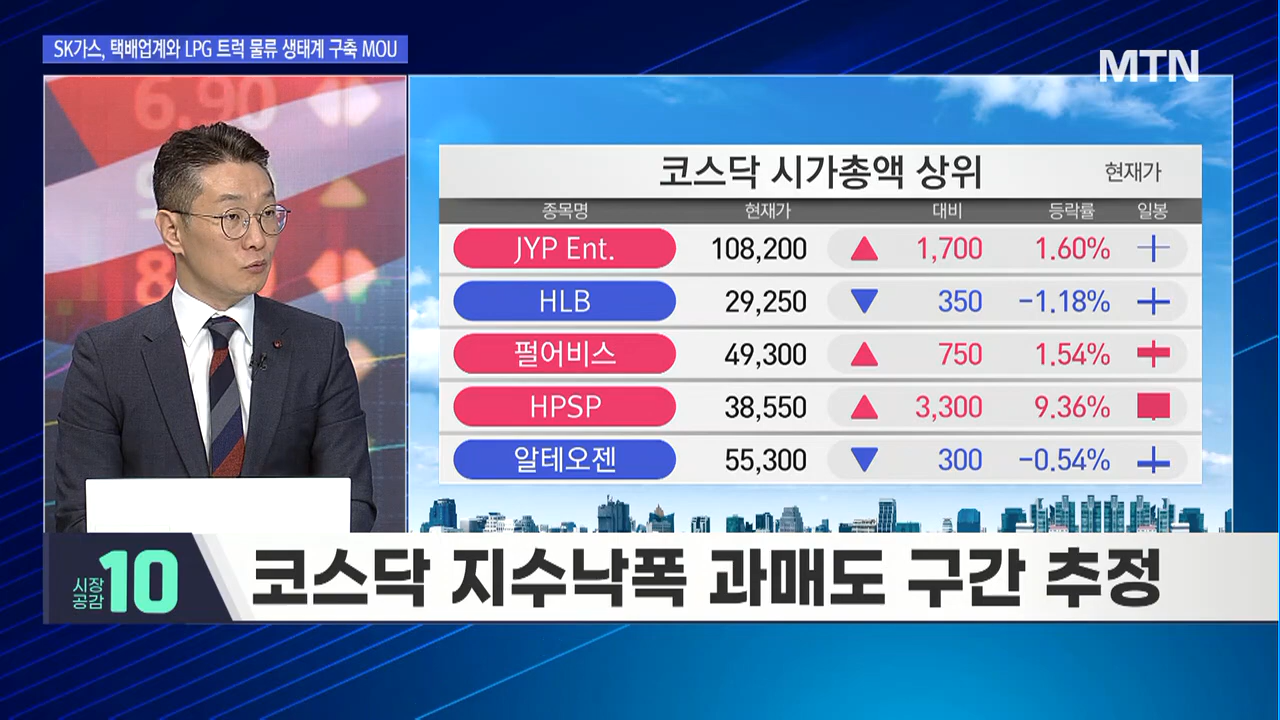 SK가스, 택배업계와 LPG 트럭 물류 생태계 구축 MOU
MTN
6.90
코스닥 시가총액 상위 현재가
종목명 현재가 대비 등락률 일봉
JYP Ent. 108,200 ▲ 1,700 1.60%
HLB 29,250 ▼ 350 -1.18%
펄어비스 49,300 ▲ 750 1.54%
HPSP 38,550 ▲ 3,300 9.36%
알테오젠 55,300 ▼ 300 -0.54%
시장공감10
코스닥 지수낙폭 과매도 구간 추정